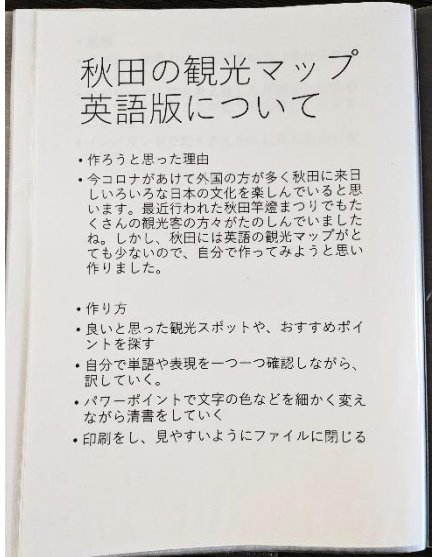 秋田の観光マップ
英語版について
・作ろうと思った理由
・今コロナがあけて外国の方が多く秋田に来日
しいろいろな日本の文化を楽しんでいると思
います。最近行われた秋田竿燈まつりでもた
くさんの観光客の方々がたのしんでいました
ね。しかし、秋田には英語の観光マップがと
ても少ないので、自分で作ってみようと思い
作りました。
・作り方
・良いと思った観光スポットや、おすすめポイ
ントを探す
・自分で単語や表現を一つ一つ確認しながら、
訳していく。
・パワーポイントで文字の色などを細かく変え
ながら清書をしていく
・印刷をし、見やすいようにファイルに閉じる